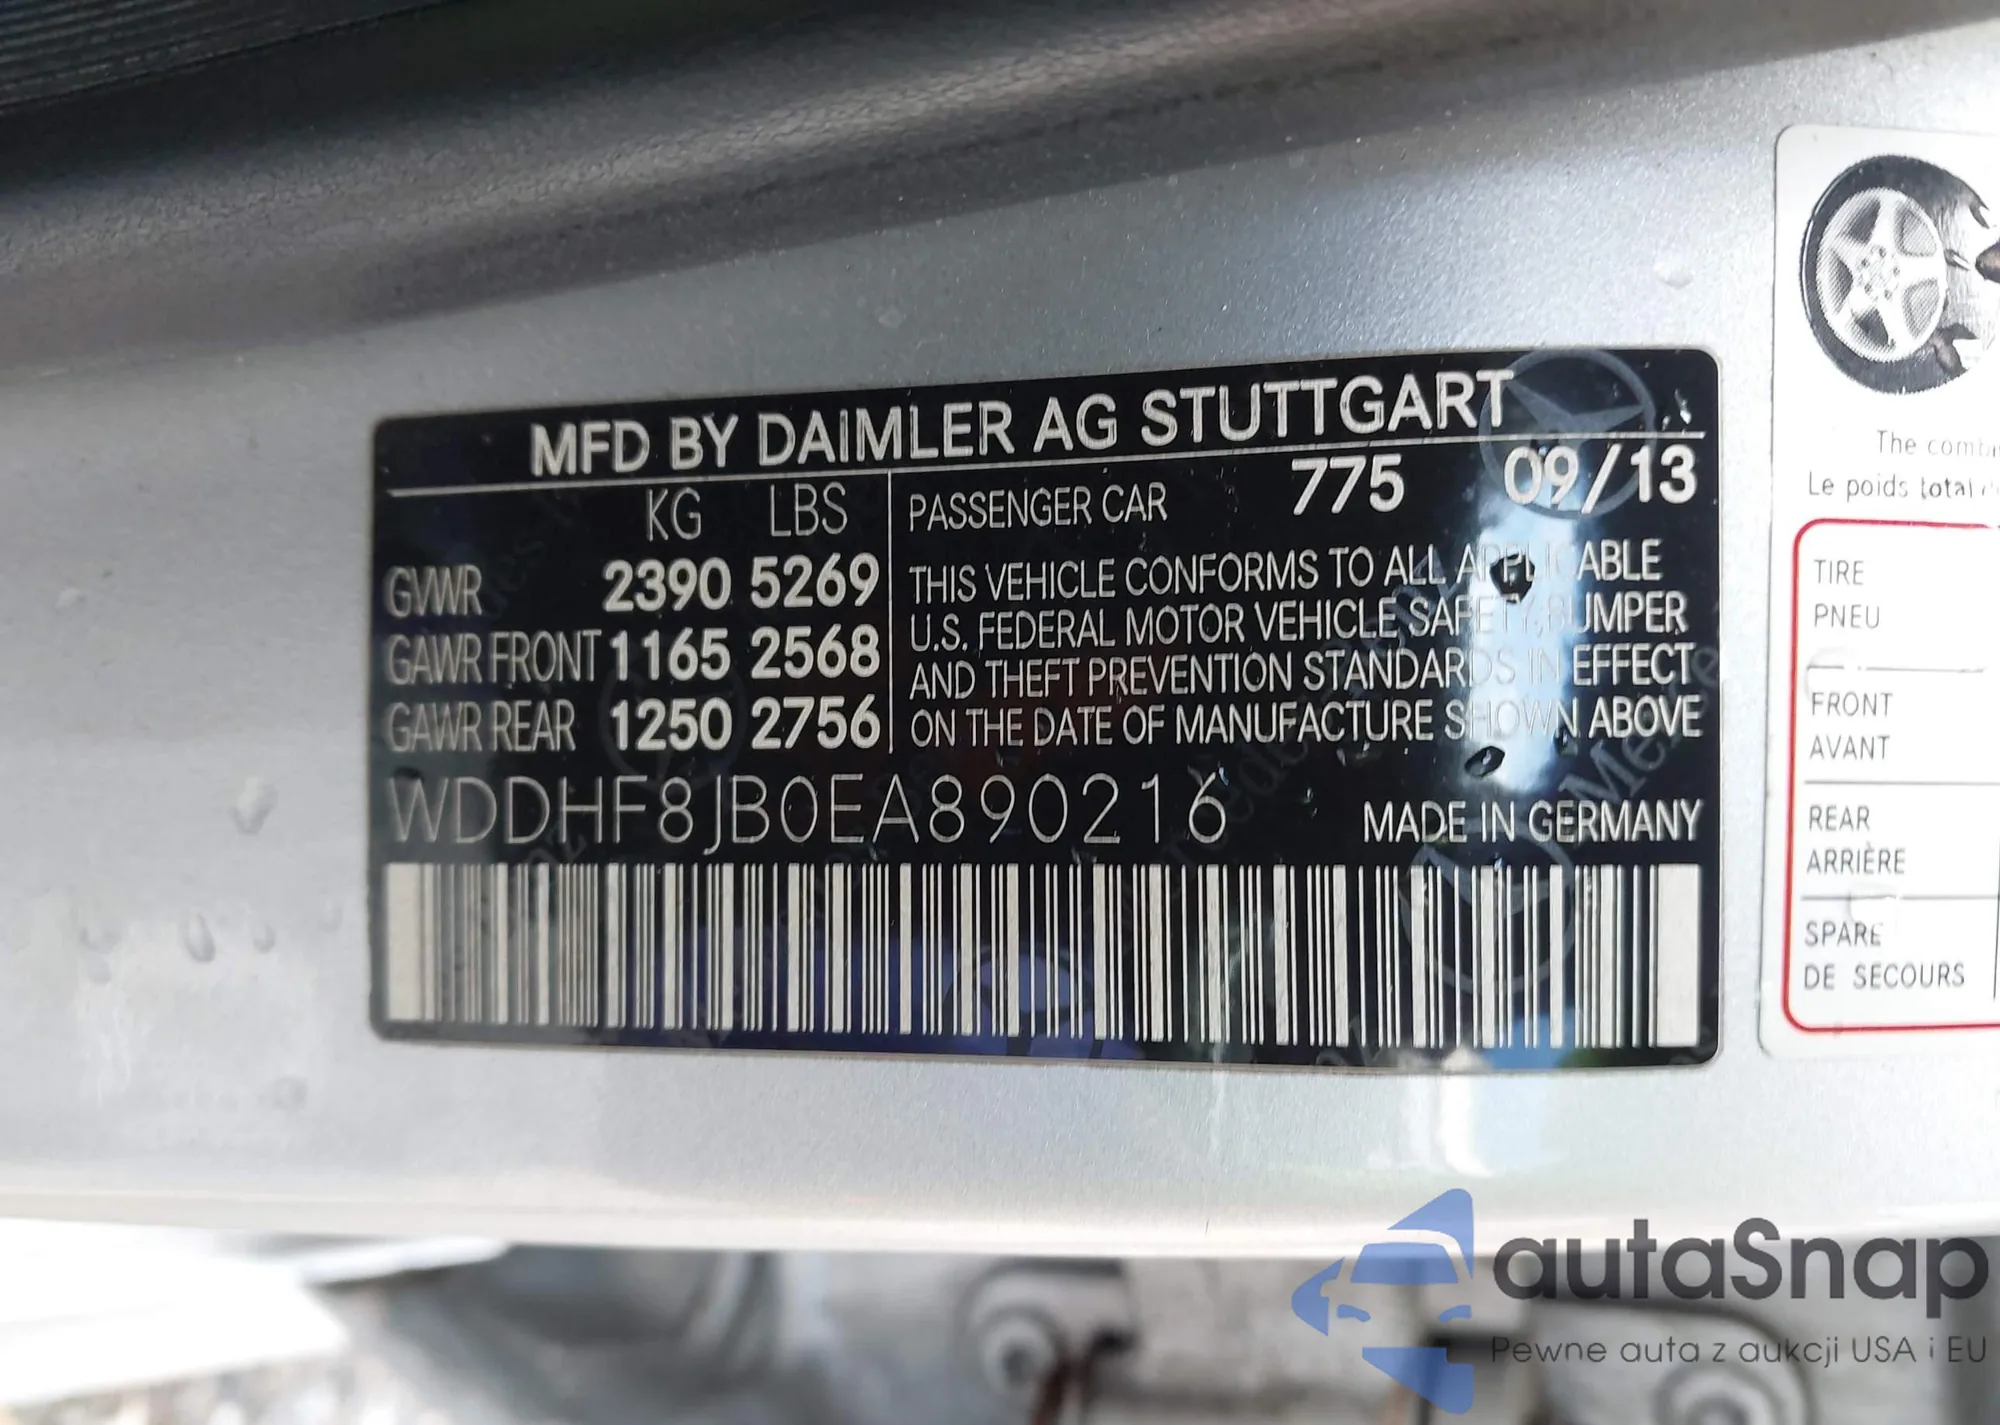 MFD BY DAIMLER AG STUTTGART
KG LBS
GVWR 2390 5269
GAWR FRONT 1165 2568
GAWR REAR 1250 2756
PASSENGER CAR 775 09/13
THIS VEHICLE CONFORMS TO ALL APPLICABLE
U.S. FEDERAL MOTOR VEHICLE SAFETY, BUMPER
AND THEFT PREVENTION STANDARDS IN EFFECT
ON THE DATE OF MANUFACTURE SHOWN ABOVE
WDDHF8JB0EA890216
MADE IN GERMANY
The
Le poids total
TIRE
PNEU
FRONT
AVANT
REAR
ARRIÈRE
SPARE
DE SECOURS
autaSnap
Pewne auta z aukcji USA i EU